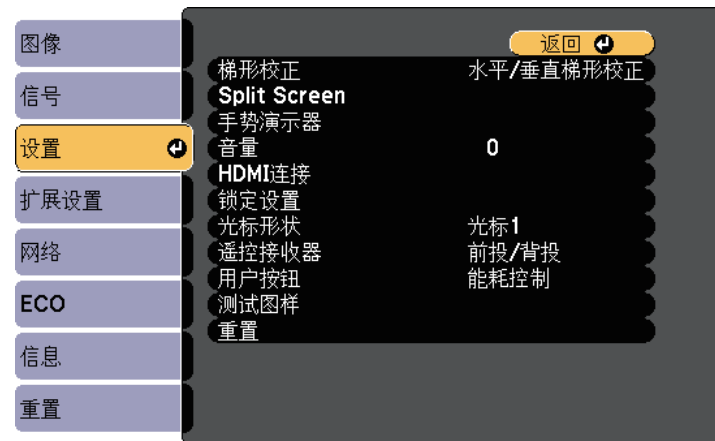 图像
信号
设置
扩展设置
网络
ECO
信息
重置
返回
梯形校正 水平/垂直梯形校正
Split Screen
手势演示器
音量 0
HDMI连接
锁定设置
光标形状 光标1
遥控接收器 前投/背投
用户按钮 能耗控制
测试图样
重置